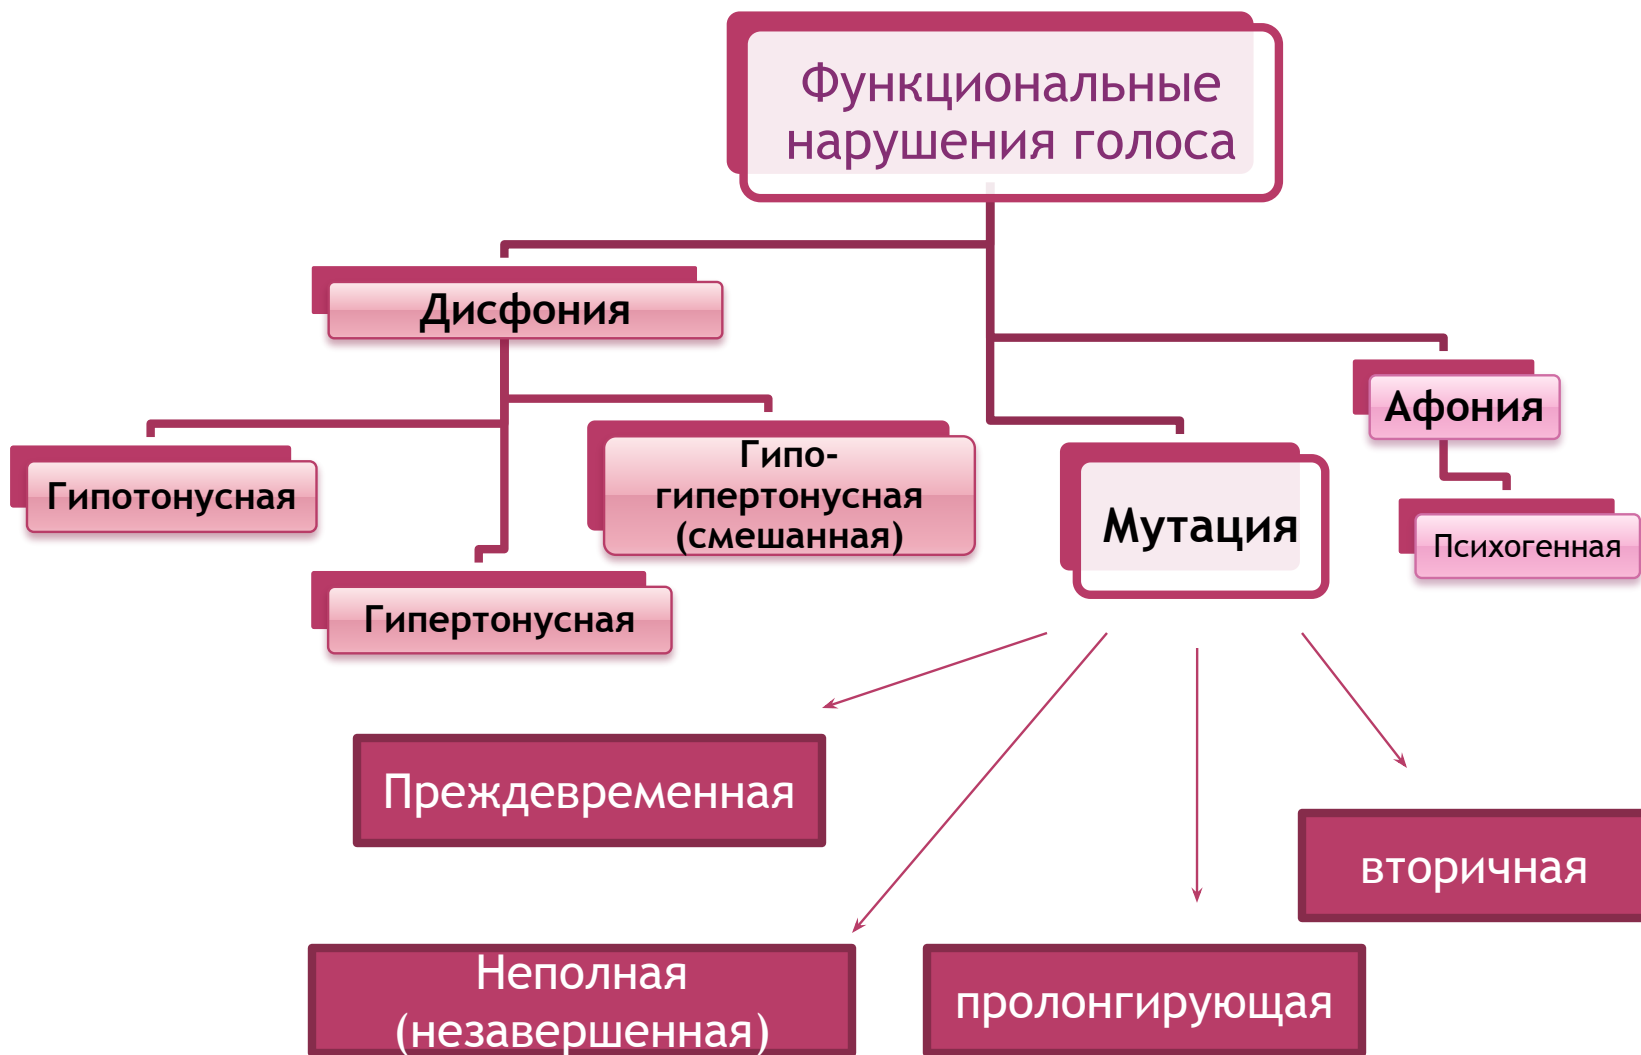 Функциональные
нарушения голоса
Дисфония
Афония
Гипотонусная
Гипо-
гипертонусная
(смешанная)
Мутация
Психогенная
Гипертонусная
Преждевременная
вторичная
Неполная
(незавершенная)
пролонгирующая